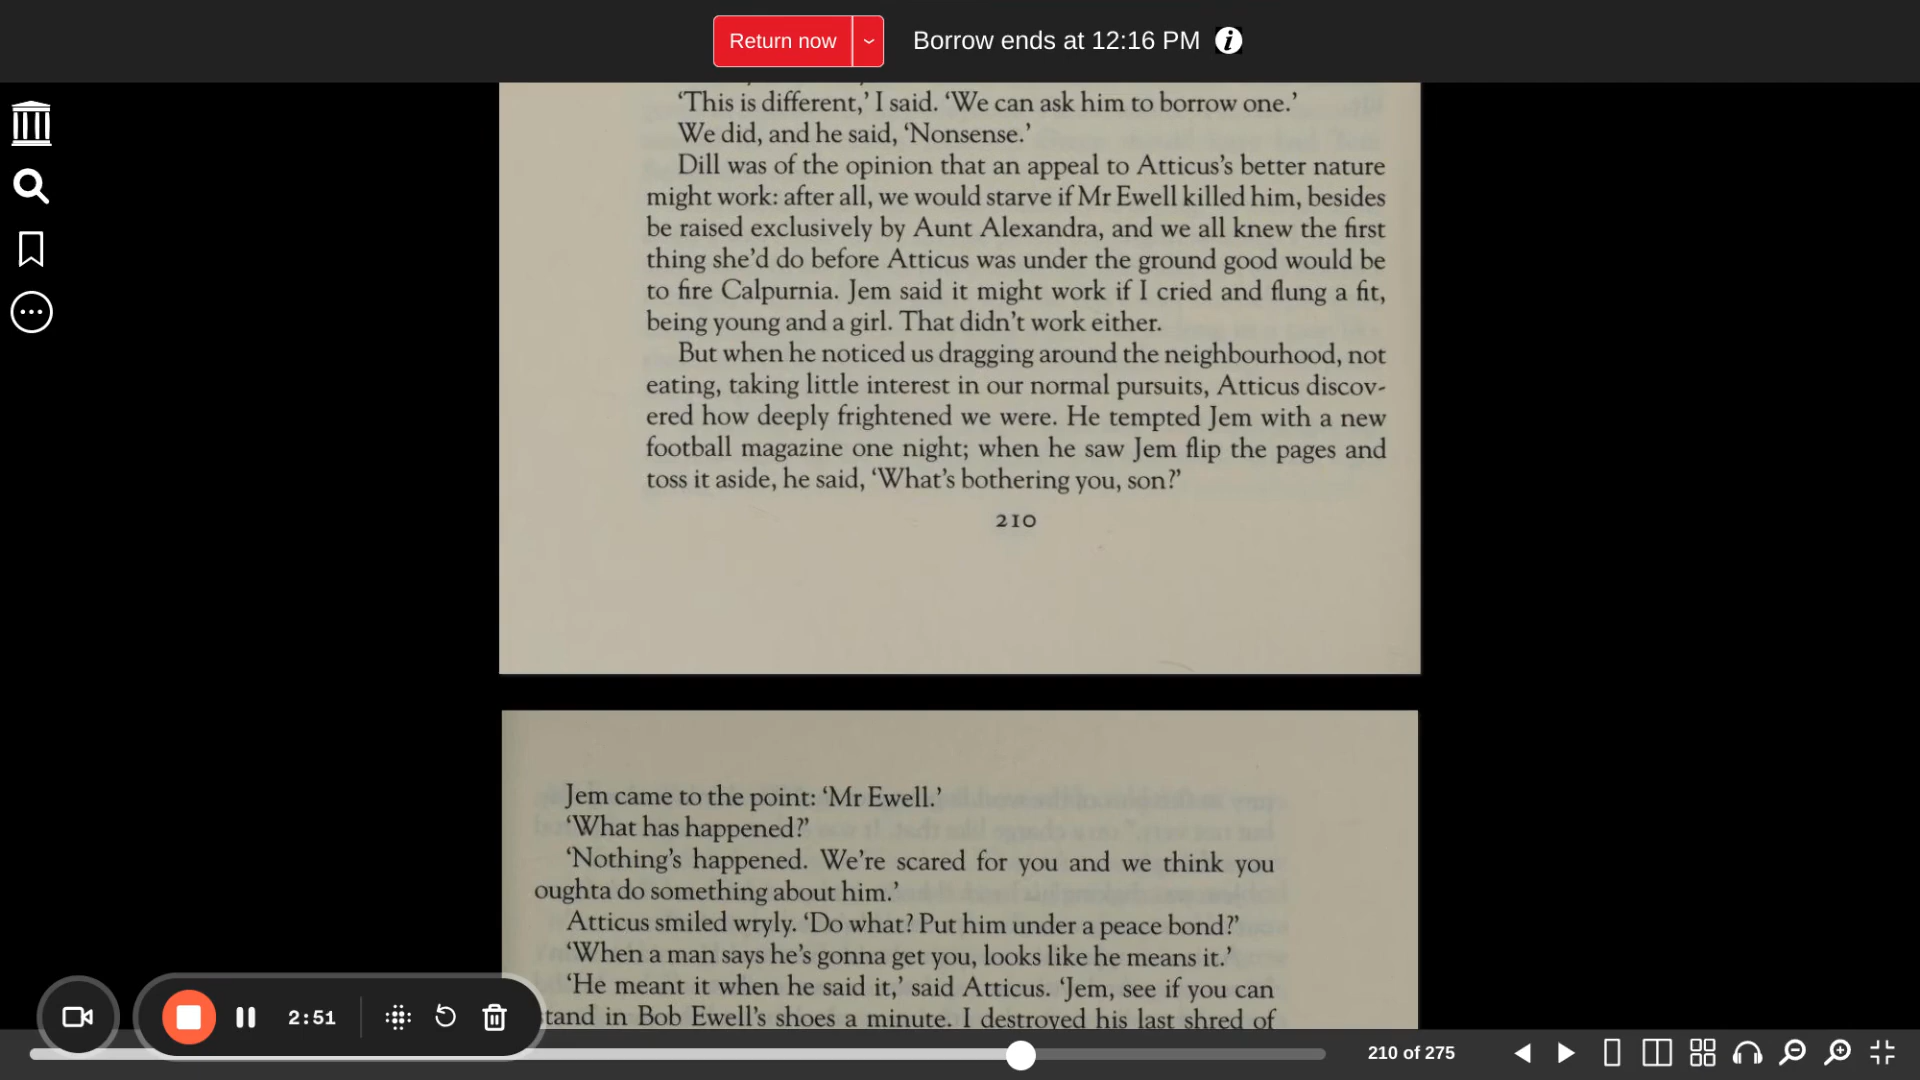 Return now
Borrow ends at 12:16 PM
‘This is different,’ I said. ‘We can ask him to borrow one.’
We did, and he said, ‘Nonsense.’
Dill was of the opinion that an appeal to Atticus’s better nature
might work: after all, we would starve if Mr Ewell killed him, besides
be raised exclusively by Aunt Alexandra, and we all knew the first
thing she’d do before Atticus was under the ground good would be
to fire Calpurnia. Jem said it might work if I cried and flung a fit,
being young and a girl. That didn’t work either.
But when he noticed us dragging around the neighbourhood, not
eating, taking little interest in our normal pursuits, Atticus discov-
ered how deeply frightened we were. He tempted Jem with a new
football magazine one night; when he saw Jem flip the pages and
toss it aside, he said, ‘What’s bothering you, son?’
210
Jem came to the point: ‘Mr Ewell.’
‘What has happened?’
‘Nothing’s happened. We’re scared for you and we think you
oughta do something about him.’
Atticus smiled wryly. ‘Do what? Put him under a peace bond?’
‘When a man says he’s gonna get you, looks like he means it.’
‘He meant it when he said it,’ said Atticus. ‘Jem, see if you can
stand in Bob Ewell’s shoes a minute. I destroyed his last shred of
2:51
210 of 275